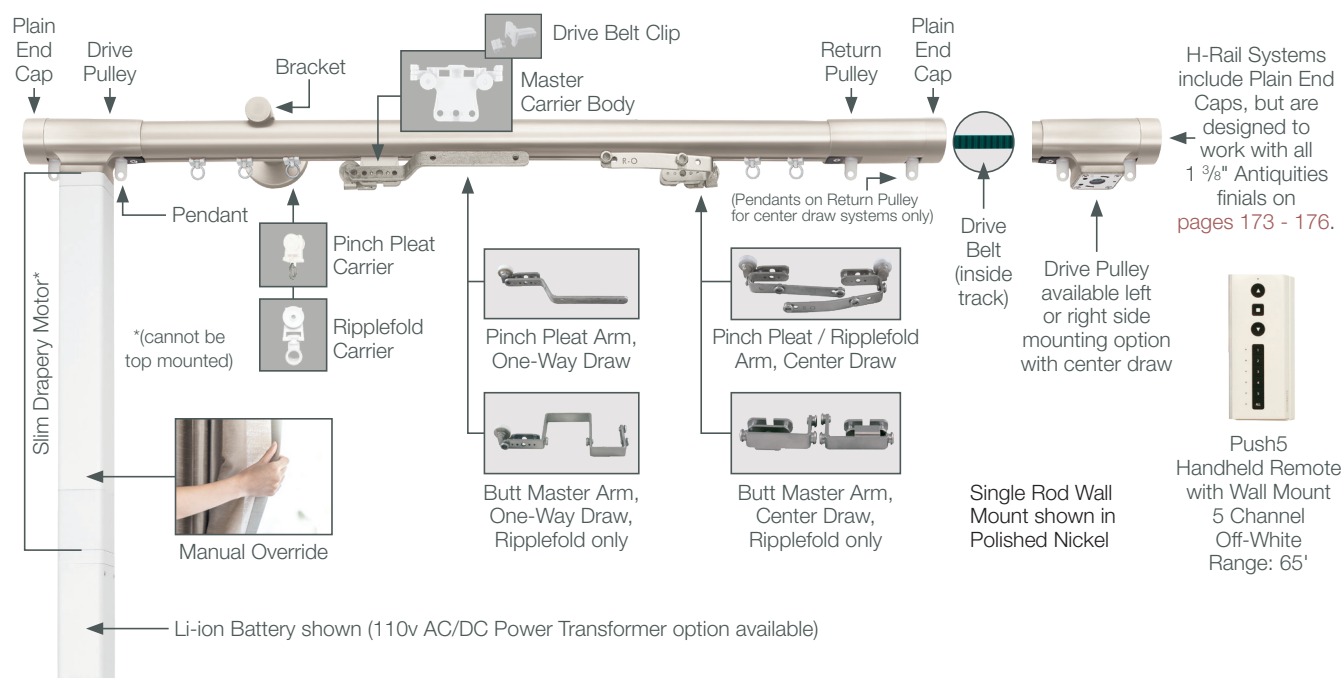 Plain
End
Cap
Drive
Pulley
Bracket
Drive Belt Clip
Master
Carrier Body
Return
Pulley
Plain
End
Cap
H-Rail Systems
include Plain End
Caps, but are
designed to
work with all
1 3/8" Antiquities
finials on
pages 173 - 176.
R-O
Pendant
(Pendants on Return Pulley
for center draw systems only)
Drive
Belt
(inside
track)
Drive Pulley
available left
or right side
mounting option
with center draw
Slim Drapery Motor*
*(cannot be
top mounted)
Pinch Pleat
Carrier
Ripplefold
Carrier
Pinch Pleat Arm,
One-Way Draw
Pinch Pleat / Ripplefold
Arm, Center Draw
Butt Master Arm,
One-Way Draw,
Ripplefold only
Butt Master Arm,
Center Draw,
Ripplefold only
Manual Override
Single Rod Wall
Mount shown in
Polished Nickel
Push5
Handheld Remote
with Wall Mount
5 Channel
Off-White
Range: 65'
Li-ion Battery shown (110v AC/DC Power Transformer option available)